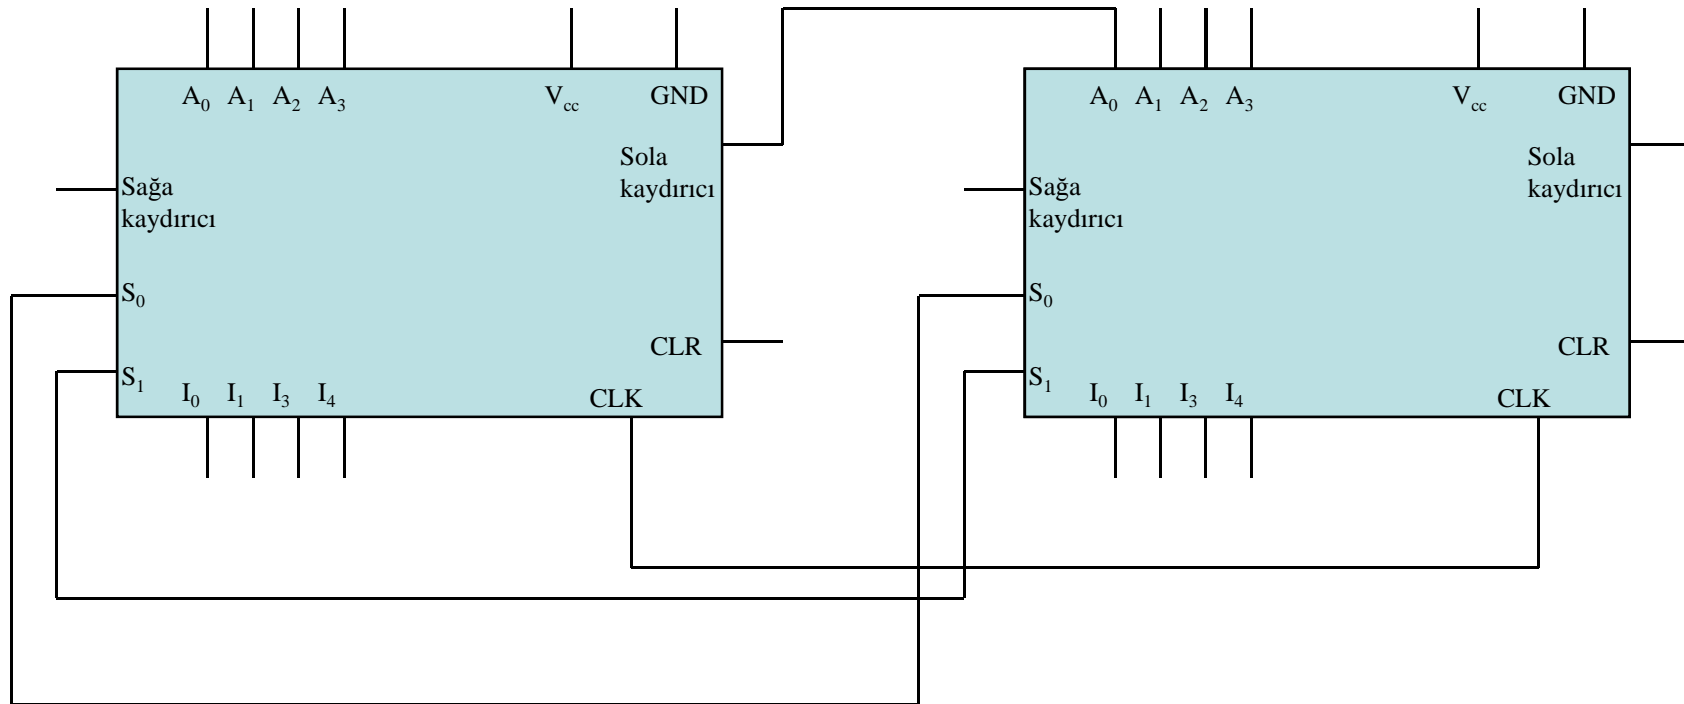 A0 A1 A2 A3 Vcc GND
Sola
kaydırıcı
Sağa
kaydırıcı
S0
CLR
S1
I0 I1 I3 I4 CLK
A0 A1 A2 A3 Vcc GND
Sola
kaydırıcı
Sağa
kaydırıcı
S0
CLR
S1
I0 I1 I3 I4 CLK